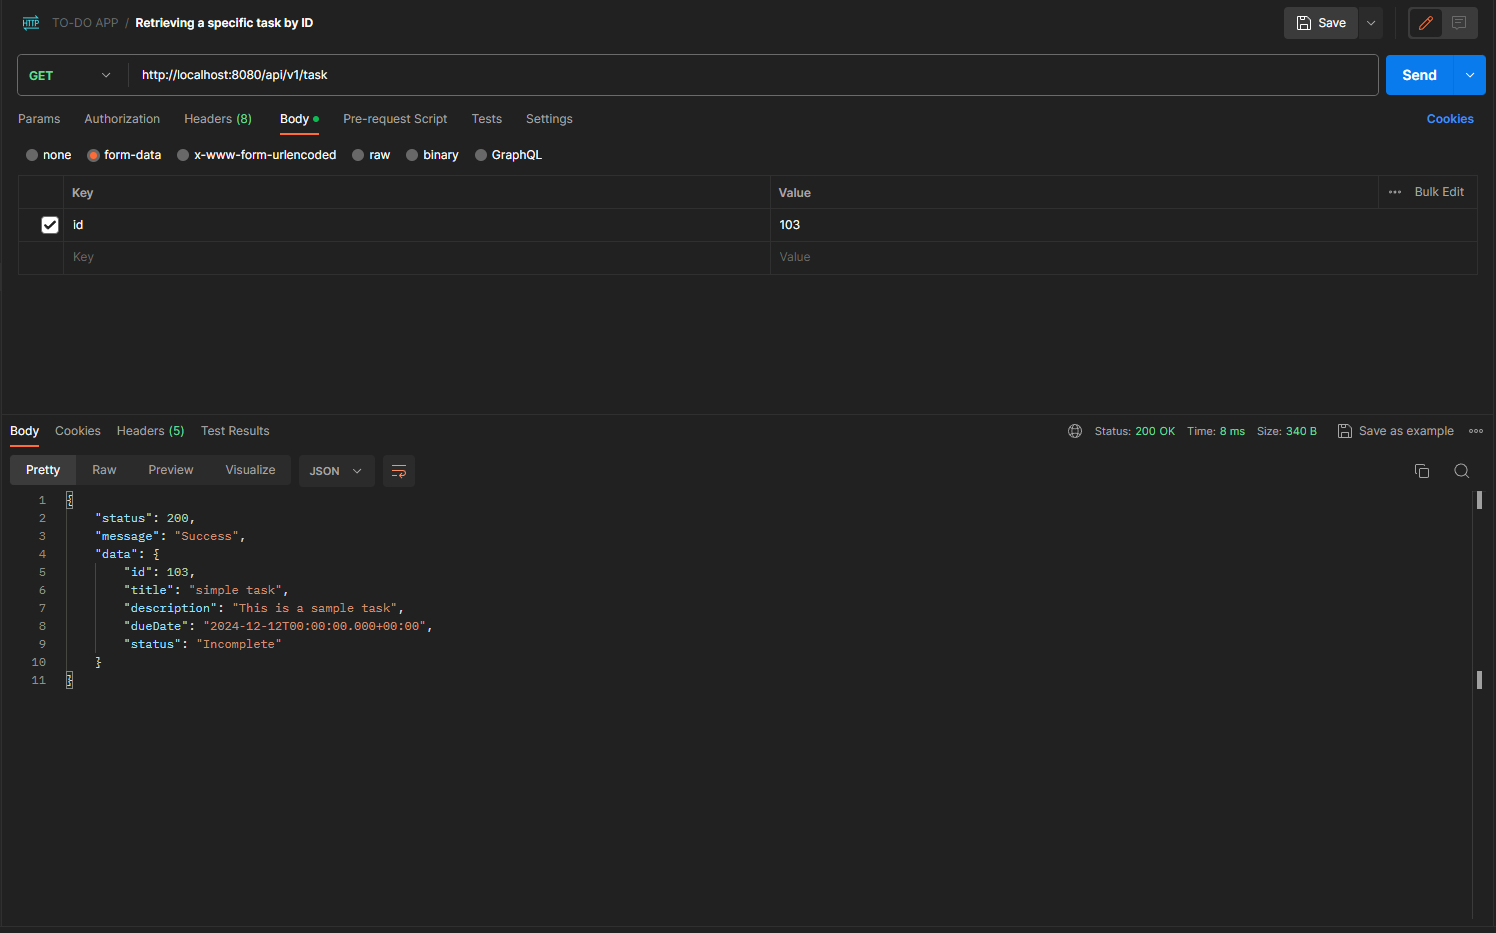 HTTP TO-DO APP / Retrieving a specific task by ID Save
GET http://localhost:8080/api/v1/task Send
Params Authorization Headers (8) Body Pre-request Script Tests Settings Cookies
none form-data x-www-form-urlencoded raw binary GraphQL
Key Value ••• Bulk Edit
id 103
Key Value
Body Cookies Headers (5) Test Results Status: 200 OK Time: 8 ms Size: 340 B Save as example
Pretty Raw Preview Visualize JSON
1 {
2 "status": 200,
3 "message": "Success",
4 "data": {
5 "id": 103,
6 "title": "simple task",
7 "description": "This is a sample task",
8 "dueDate": "2024-12-12T00:00:00.000+00:00",
9 "status": "Incomplete"
10 }
11 }